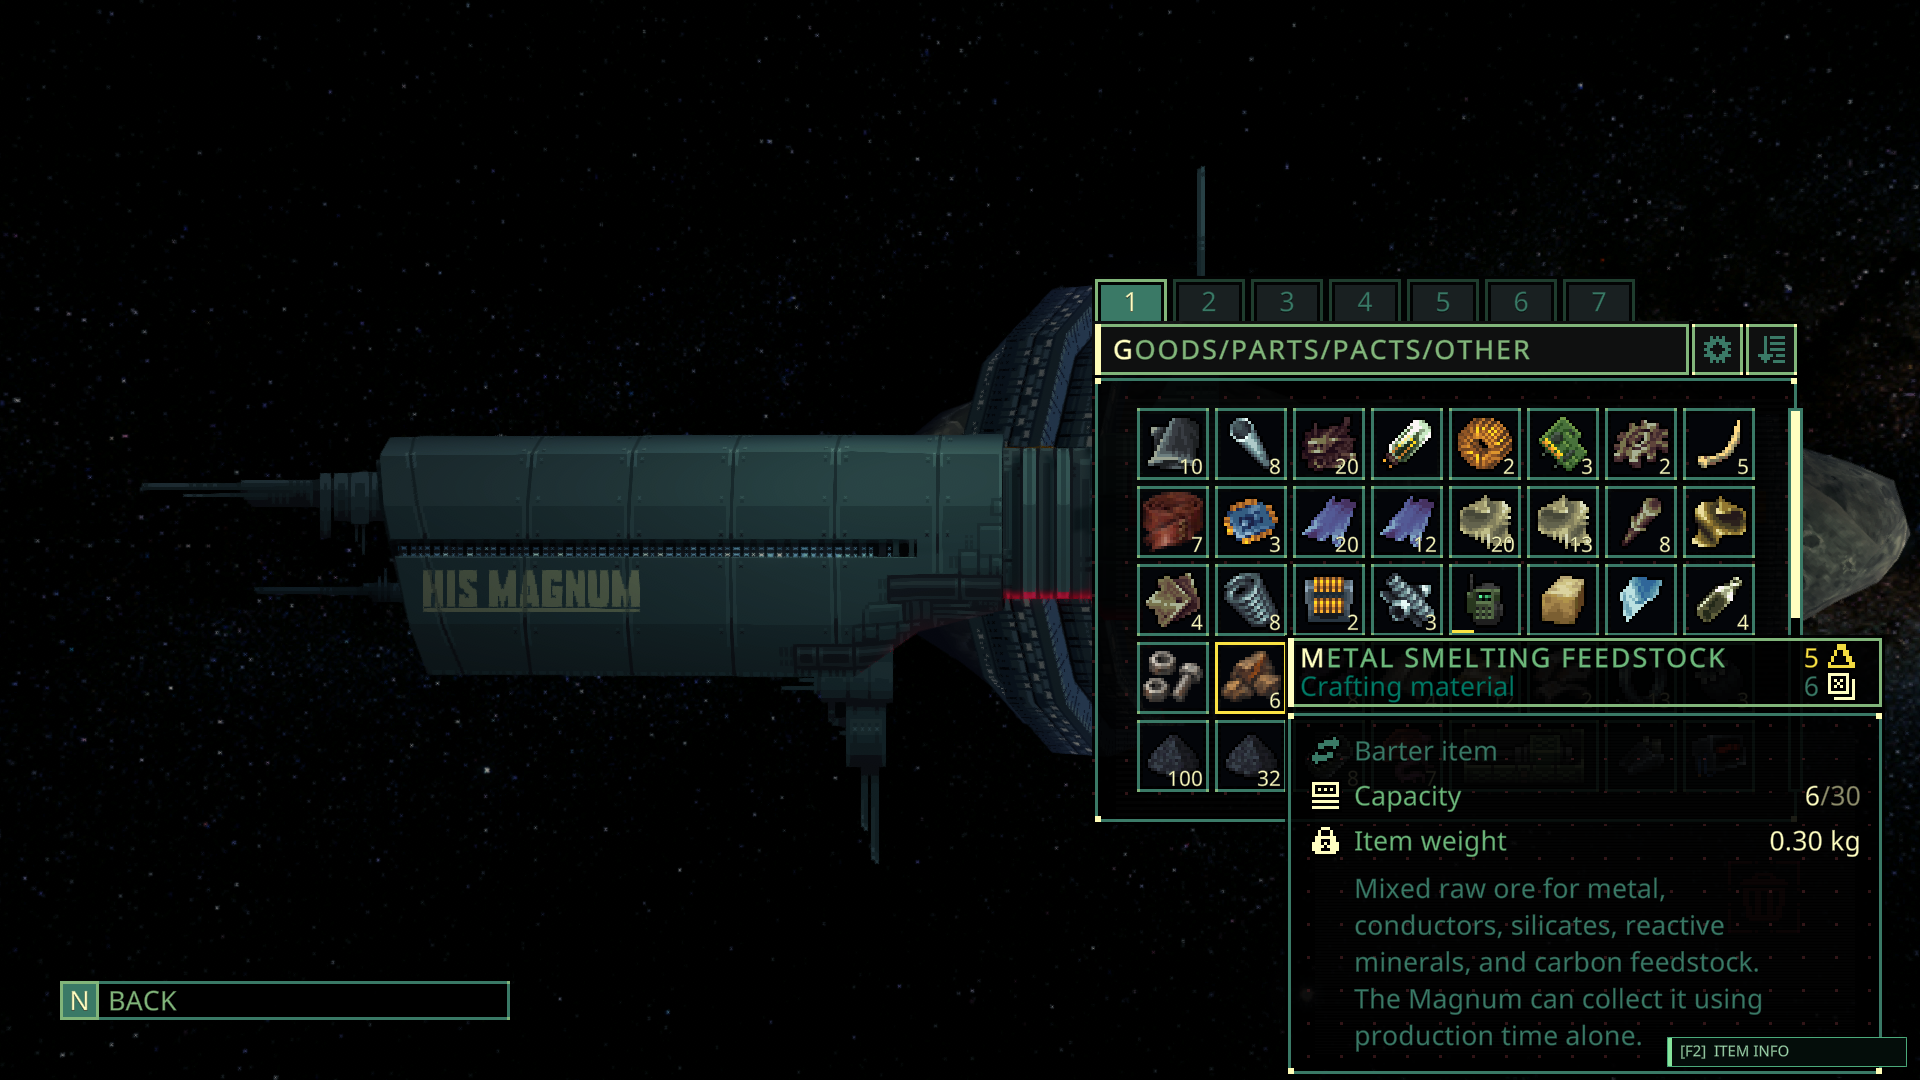 1 2 3 4 5 6 7
GOODS/PARTS/PACTS/OTHER
10 8 20 2 3 2 5
7 3 20 12 20 13 8
4 8 2 3 4
HIS MAGNUM
6
METAL SMELTING FEEDSTOCK 5
Crafting material 6
100 32
Barter item
Capacity 6/30
Item weight 0.30 kg
Mixed raw ore for metal,
conductors, silicates, reactive
minerals, and carbon feedstock.
The Magnum can collect it using
production time alone.
N BACK
[F2] ITEM INFO